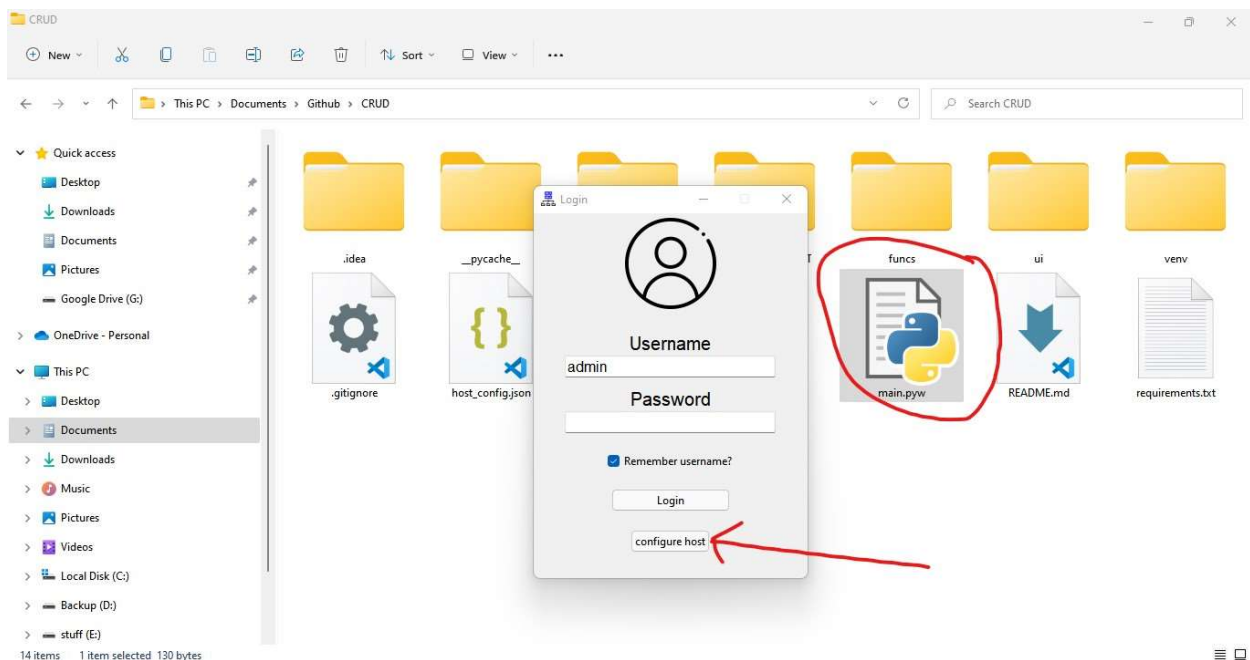 CRUD
New
Sort
View
This PC > Documents > Github > CRUD
Search CRUD
Quick access
Desktop
Downloads
Documents
Pictures
Google Drive (G:)
OneDrive - Personal
This PC
Desktop
Documents
Downloads
Music
Pictures
Videos
Local Disk (C:)
Backup (D:)
stuff (E:)
.idea
__pycache__
T
funcs
ui
venv
.gitignore
host_config.json
main.pyw
README.md
requirements.txt
Login
Username
admin
Password
Remember username?
Login
configure host
14 items 1 item selected 130 bytes